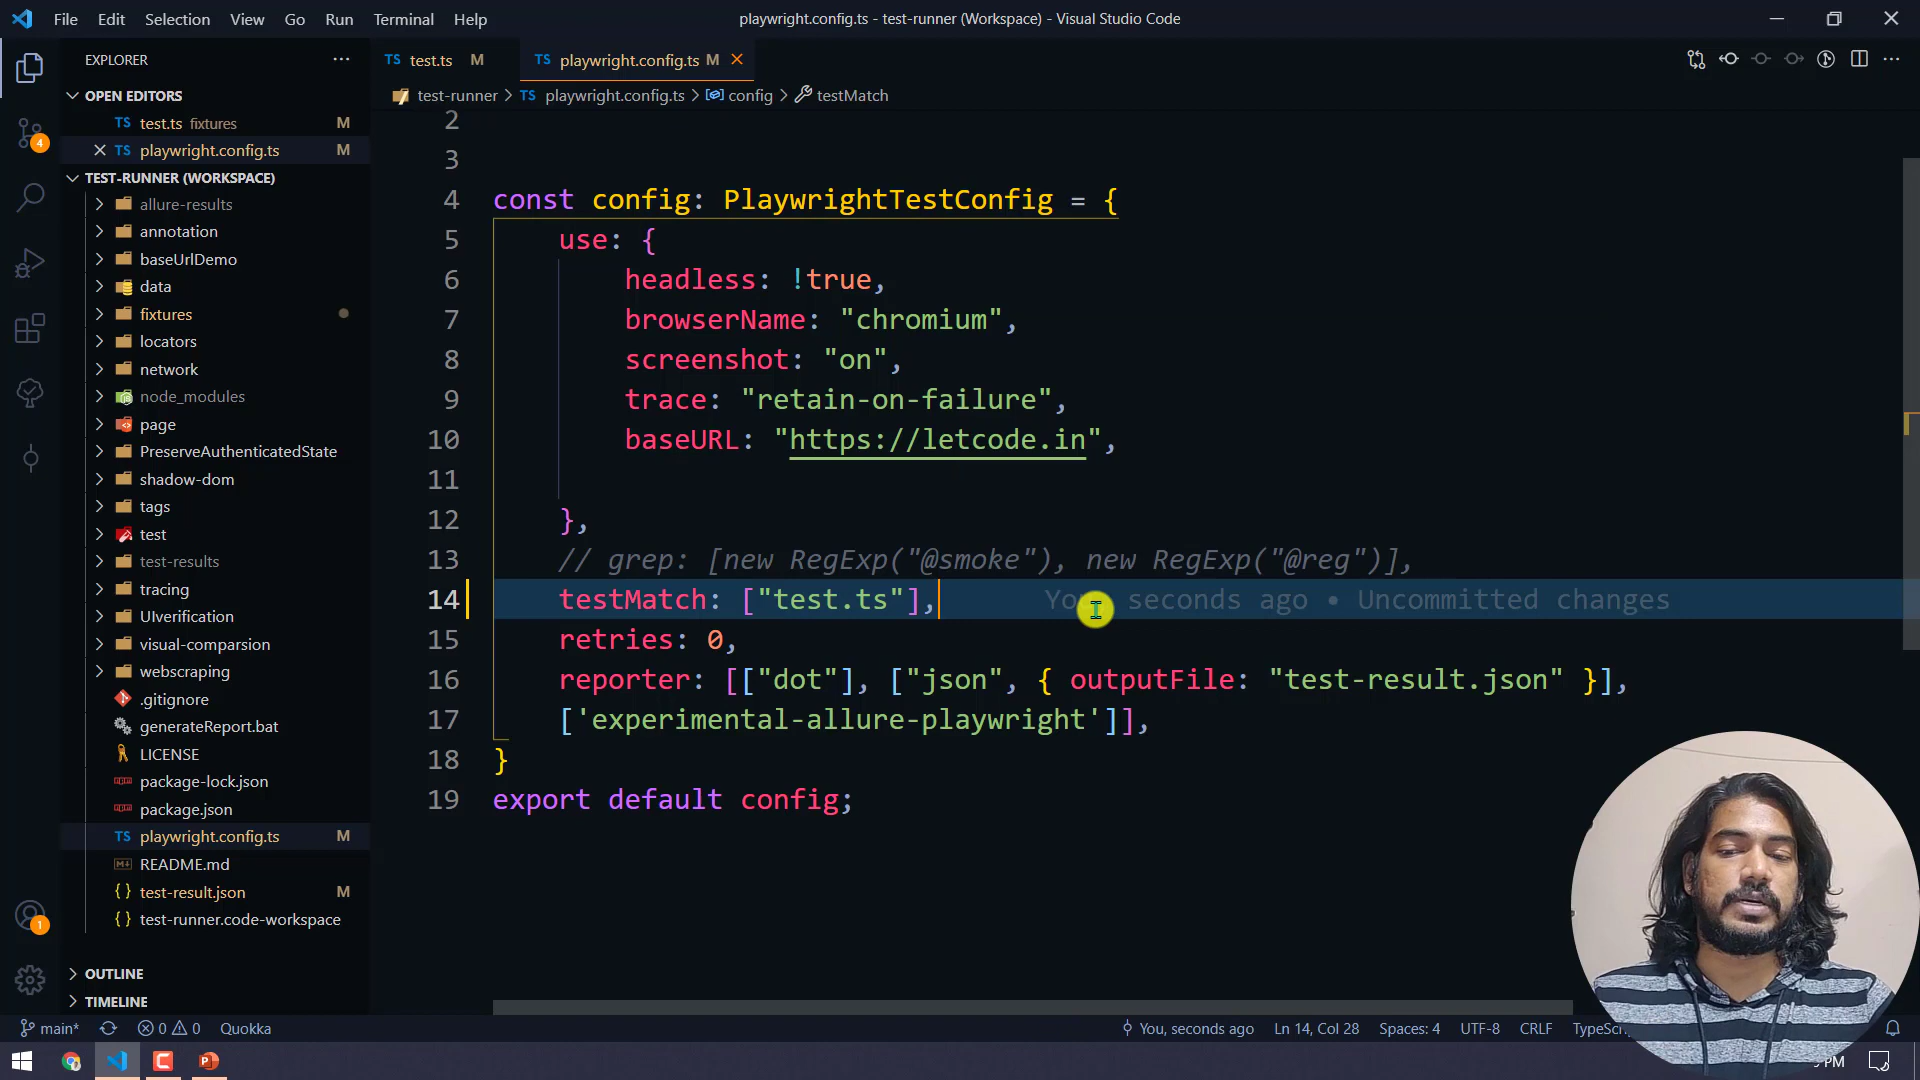 File Edit Selection View Go Run Terminal Help
playwright.config.ts - test-runner (Workspace) - Visual Studio Code
EXPLORER
OPEN EDITORS
TS test.ts fixtures M
TS playwright.config.ts M
TEST-RUNNER (WORKSPACE)
allure-results
annotation
baseUrlDemo
data
fixtures
locators
network
node_modules
page
PreserveAuthenticatedState
shadow-dom
tags
test
test-results
tracing
UIverification
visual-comparsion
webscraping
.gitignore
generateReport.bat
LICENSE
package-lock.json
package.json
TS playwright.config.ts M
README.md
{} test-result.json M
{} test-runner.code-workspace
OUTLINE
TIMELINE
4
1
TS test.ts M
TS playwright.config.ts M
test-runner > TS playwright.config.ts > config > testMatch
2
3
4 const config: PlaywrightTestConfig = {
5 use: {
6 headless: !true,
7 browserName: "chromium",
8 screenshot: "on",
9 trace: "retain-on-failure",
10 baseURL: "https://letcode.in",
11
12 },
13 // grep: [new RegExp("@smoke"), new RegExp("@reg")],
14 testMatch: ["test.ts"], seconds ago • Uncommitted changes
15 retries: 0,
16 reporter: [["dot"], ["json", { outputFile: "test-result.json" }],
17 ['experimental-allure-playwright']],
18 }
19 export default config;
main* 0 0 Quokka You, seconds ago Ln 14, Col 28 Spaces: 4 UTF-8 CRLF
PM